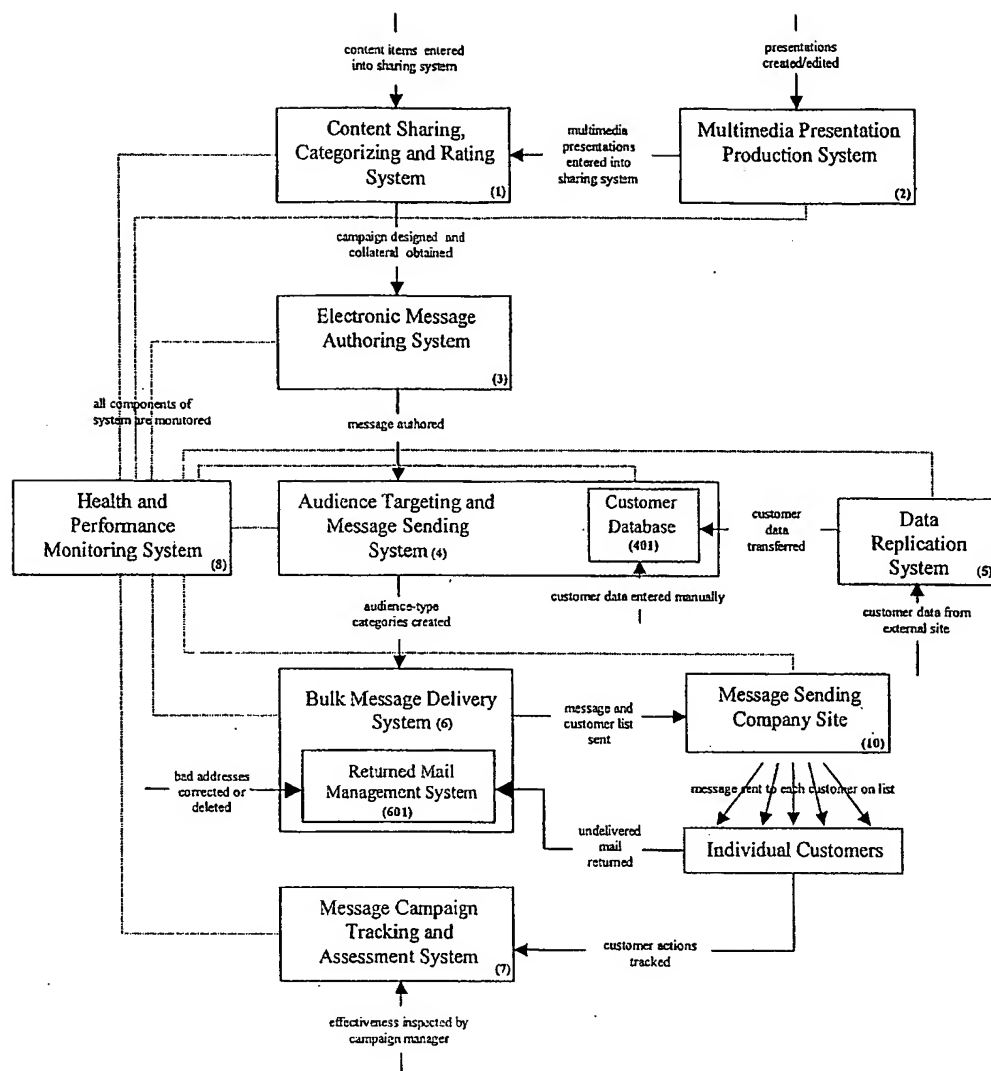 content items entered
into sharing system
presentations
created/edited
Content Sharing,
Categorizing and Rating
System
(1)
multimedia
presentations
entered into
sharing system
Multimedia Presentation
Production System
(2)
campaign designed and
collateral obtained
Electronic Message
Authoring System
(3)
all components of
system are monitored
message authored
Health and
Performance
Monitoring System
(8)
Audience Targeting and
Message Sending
System (4)
Customer
Database
(401)
customer
data
transferred
Data
Replication
System
(5)
audience-type
categories created
customer data entered manually
customer data from
external site
Bulk Message Delivery
System (6)
message and
customer list
sent
Message Sending
Company Site
(10)
bad addresses
corrected or
deleted
Returned Mail
Management System
(601)
message sent to each customer on list
undelivered
mail
returned
Individual Customers
Message Campaign
Tracking and
Assessment System
(7)
customer actions
tracked
effectiveness inspected by
campaign manager